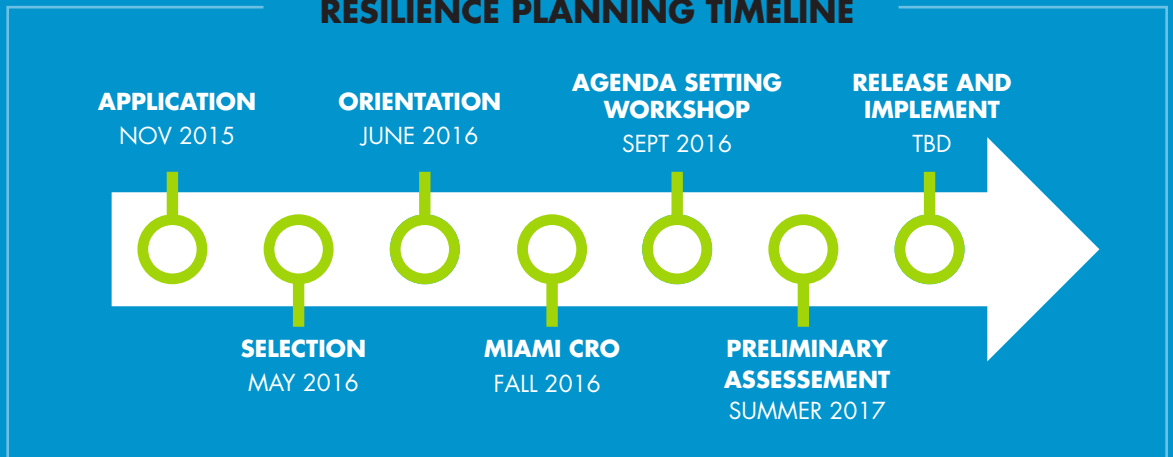 RESILIENCE PLANNING TIMELINE
APPLICATION
NOV 2015
ORIENTATION
JUNE 2016
AGENDA SETTING
WORKSHOP
SEPT 2016
RELEASE AND
IMPLEMENT
TBD
SELECTION
MAY 2016
MIAMI CRO
FALL 2016
PRELIMINARY
ASSESSEMENT
SUMMER 2017